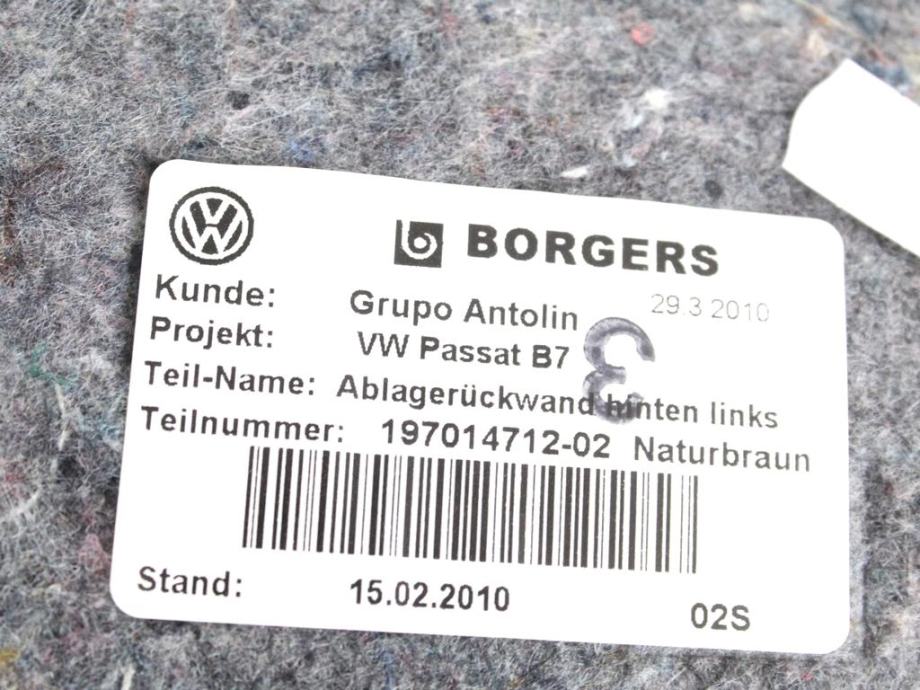 BORGERS
29.3 2010
Kunde: Grupo Antolin
Projekt: VW Passat B7
3
Teil-Name: Ablagerückwand hinten links
Teilnummer: 197014712-02 Naturbraun
Stand: 15.02.2010
02S